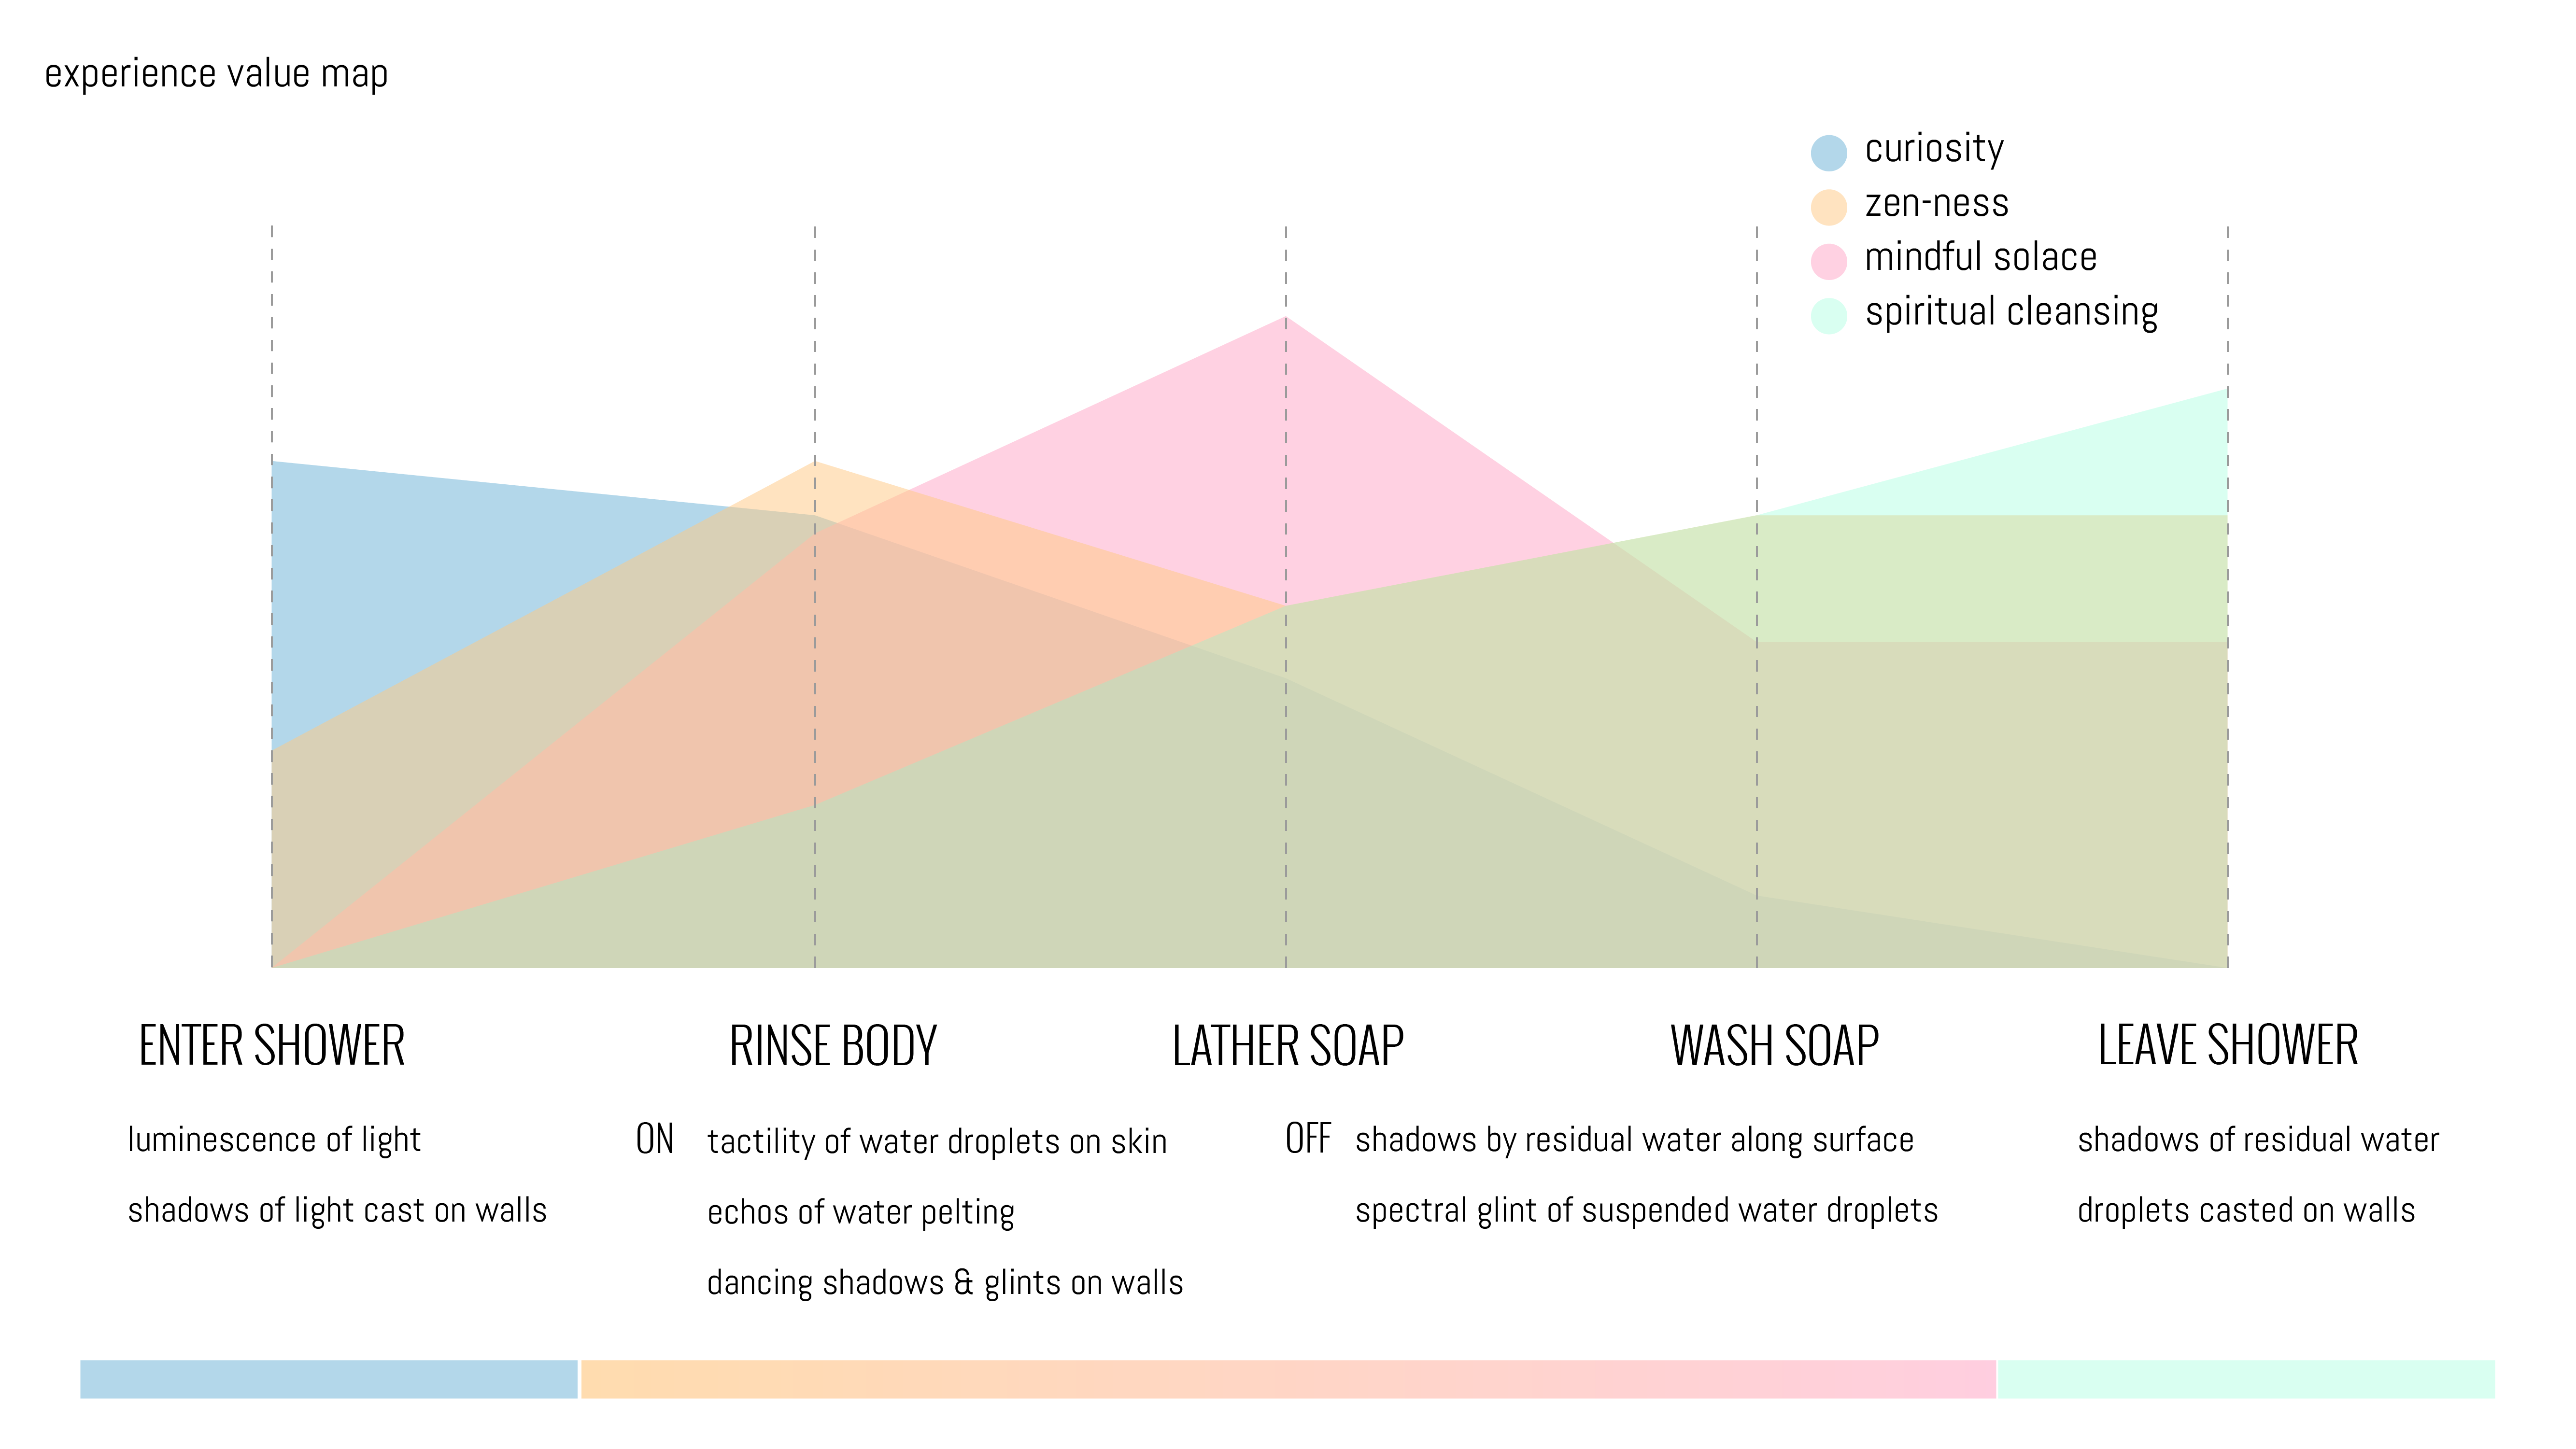 experience value map
curiosity
zen-ness
mindful solace
spiritual cleansing
ENTER SHOWER
RINSE BODY
LATHER SOAP
WASH SOAP
LEAVE SHOWER
luminescence of light
shadows of light cast on walls
ON
tactility of water droplets on skin
echos of water pelting
dancing shadows & glints on walls
OFF
shadows by residual water along surface
spectral glint of suspended water droplets
shadows of residual water
droplets casted on walls